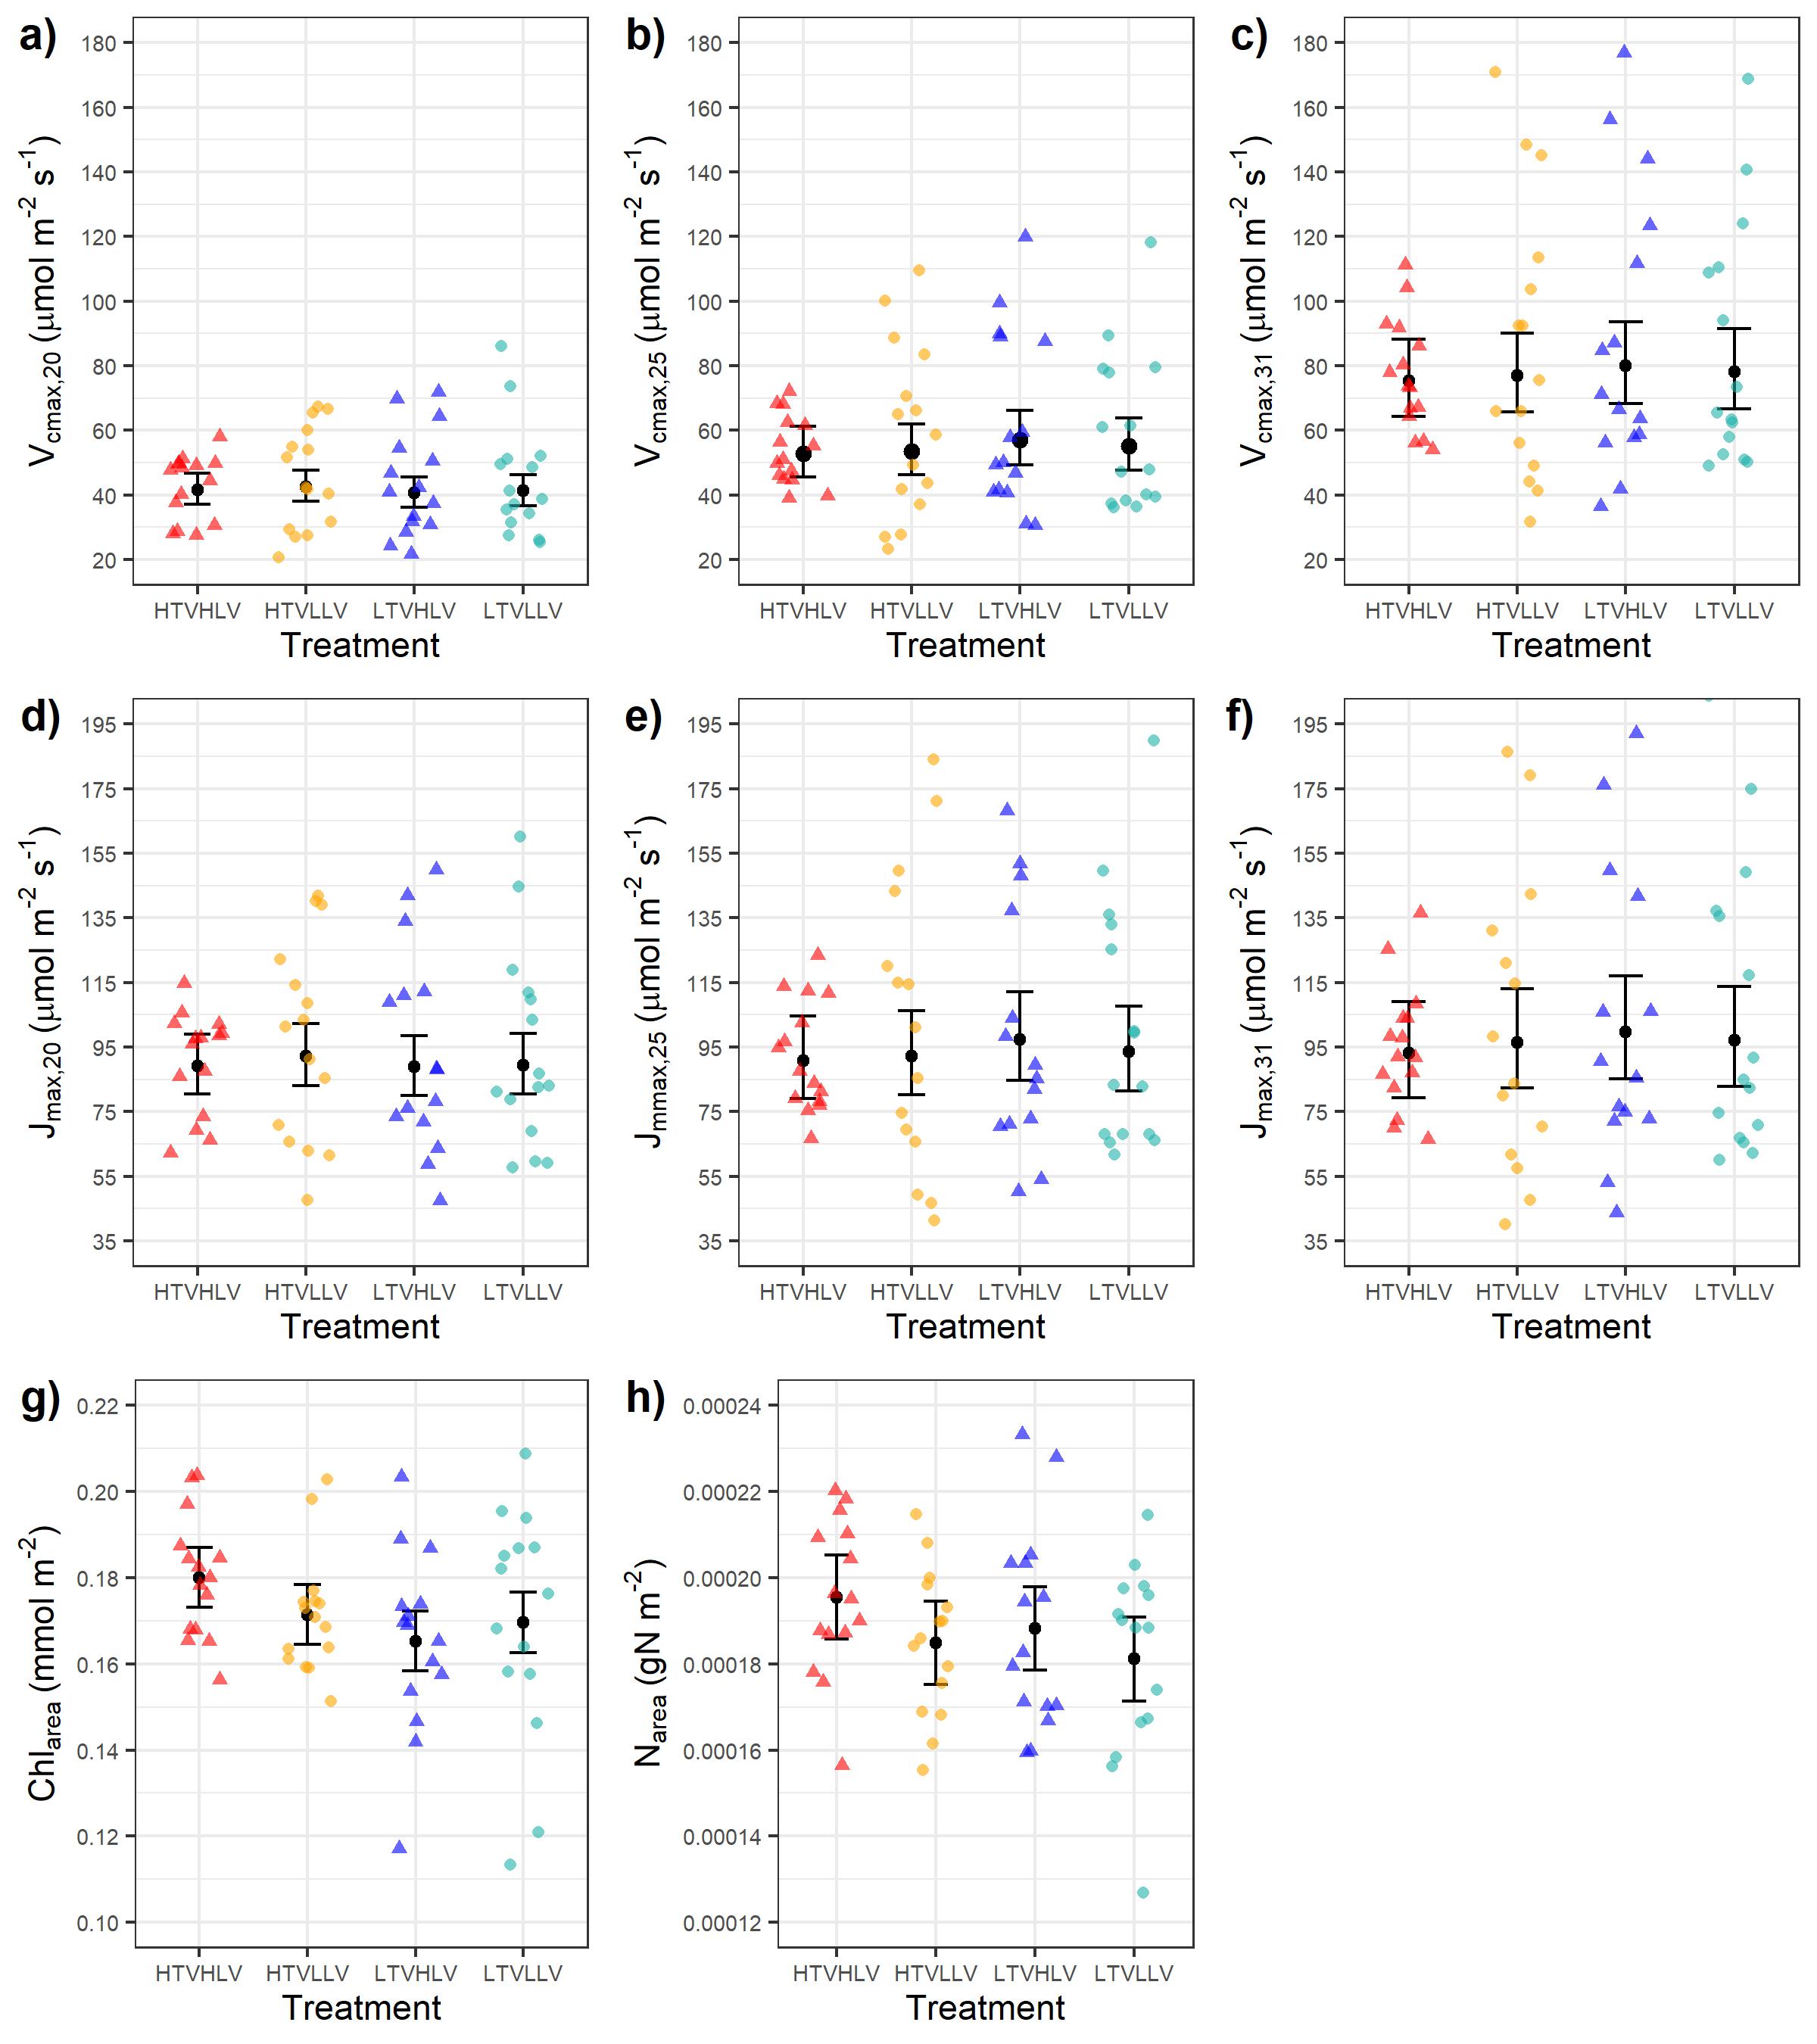 a)
180
160
140
120
100
80
60
40
20
Vcmax,20 (μmol m-2 s-1)
HTVHLV HTVLLV LTVHLV LTVLLV
Treatment
b)
180
160
140
120
100
80
60
40
20
Vcmax,25 (μmol m-2 s-1)
HTVHLV HTVLLV LTVHLV LTVLLV
Treatment
c)
180
160
140
120
100
80
60
40
20
Vcmax,31 (μmol m-2 s-1)
HTVHLV HTVLLV LTVHLV LTVLLV
Treatment
d)
195
175
155
135
115
95
75
55
35
Jmax,20 (μmol m-2 s-1)
HTVHLV HTVLLV LTVHLV LTVLLV
Treatment
e)
195
175
155
135
115
95
75
55
35
Jmmax,25 (μmol m-2 s-1)
HTVHLV HTVLLV LTVHLV LTVLLV
Treatment
f)
195
175
155
135
115
95
75
55
35
Jmax,31 (μmol m-2 s-1)
HTVHLV HTVLLV LTVHLV LTVLLV
Treatment
g)
0.22
0.20
0.18
0.16
0.14
0.12
0.10
Chlarea (mmol m-2)
HTVHLV HTVLLV LTVHLV LTVLLV
Treatment
h)
0.00024
0.00022
0.00020
0.00018
0.00016
0.00014
0.00012
Narea (gN m-2)
HTVHLV HTVLLV LTVHLV LTVLLV
Treatment